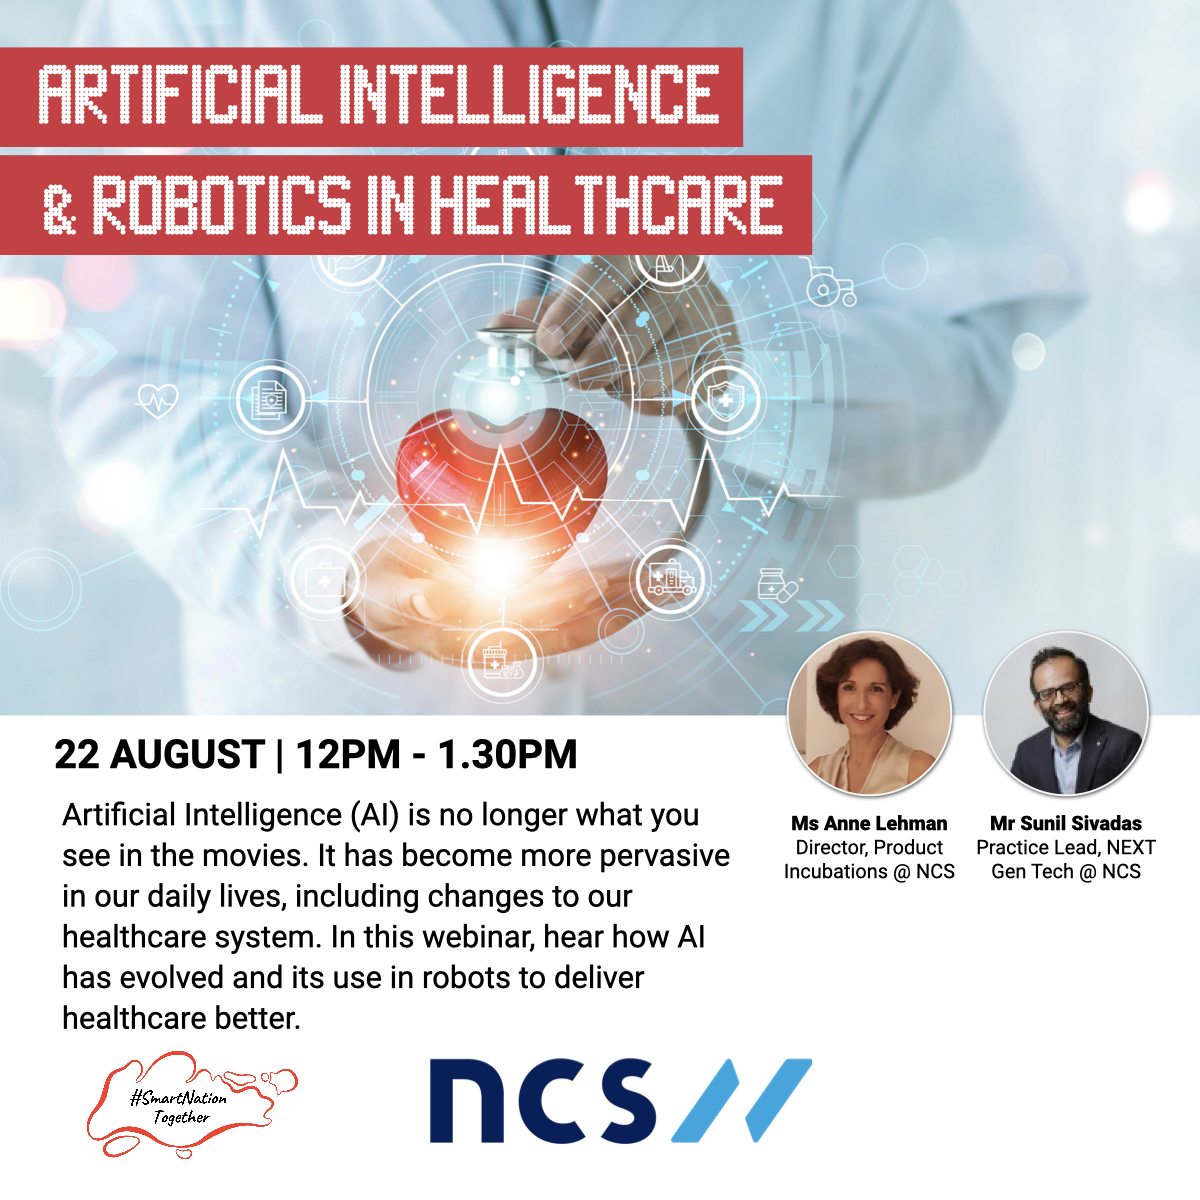 ARTIFICIAL INTELLIGENCE
& ROBOTICS IN HEALTHCARE
22 AUGUST | 12PM - 1.30PM
Artificial Intelligence (AI) is no longer what you
see in the movies. It has become more pervasive
in our daily lives, including changes to our
healthcare system. In this webinar, hear how AI
has evolved and its use in robots to deliver
healthcare better.
Ms Anne Lehman
Director, Product
Incubations @ NCS
Mr Sunil Sivadas
Practice Lead, NEXT
Gen Tech @ NCS
#SmartNation
Together
ncs